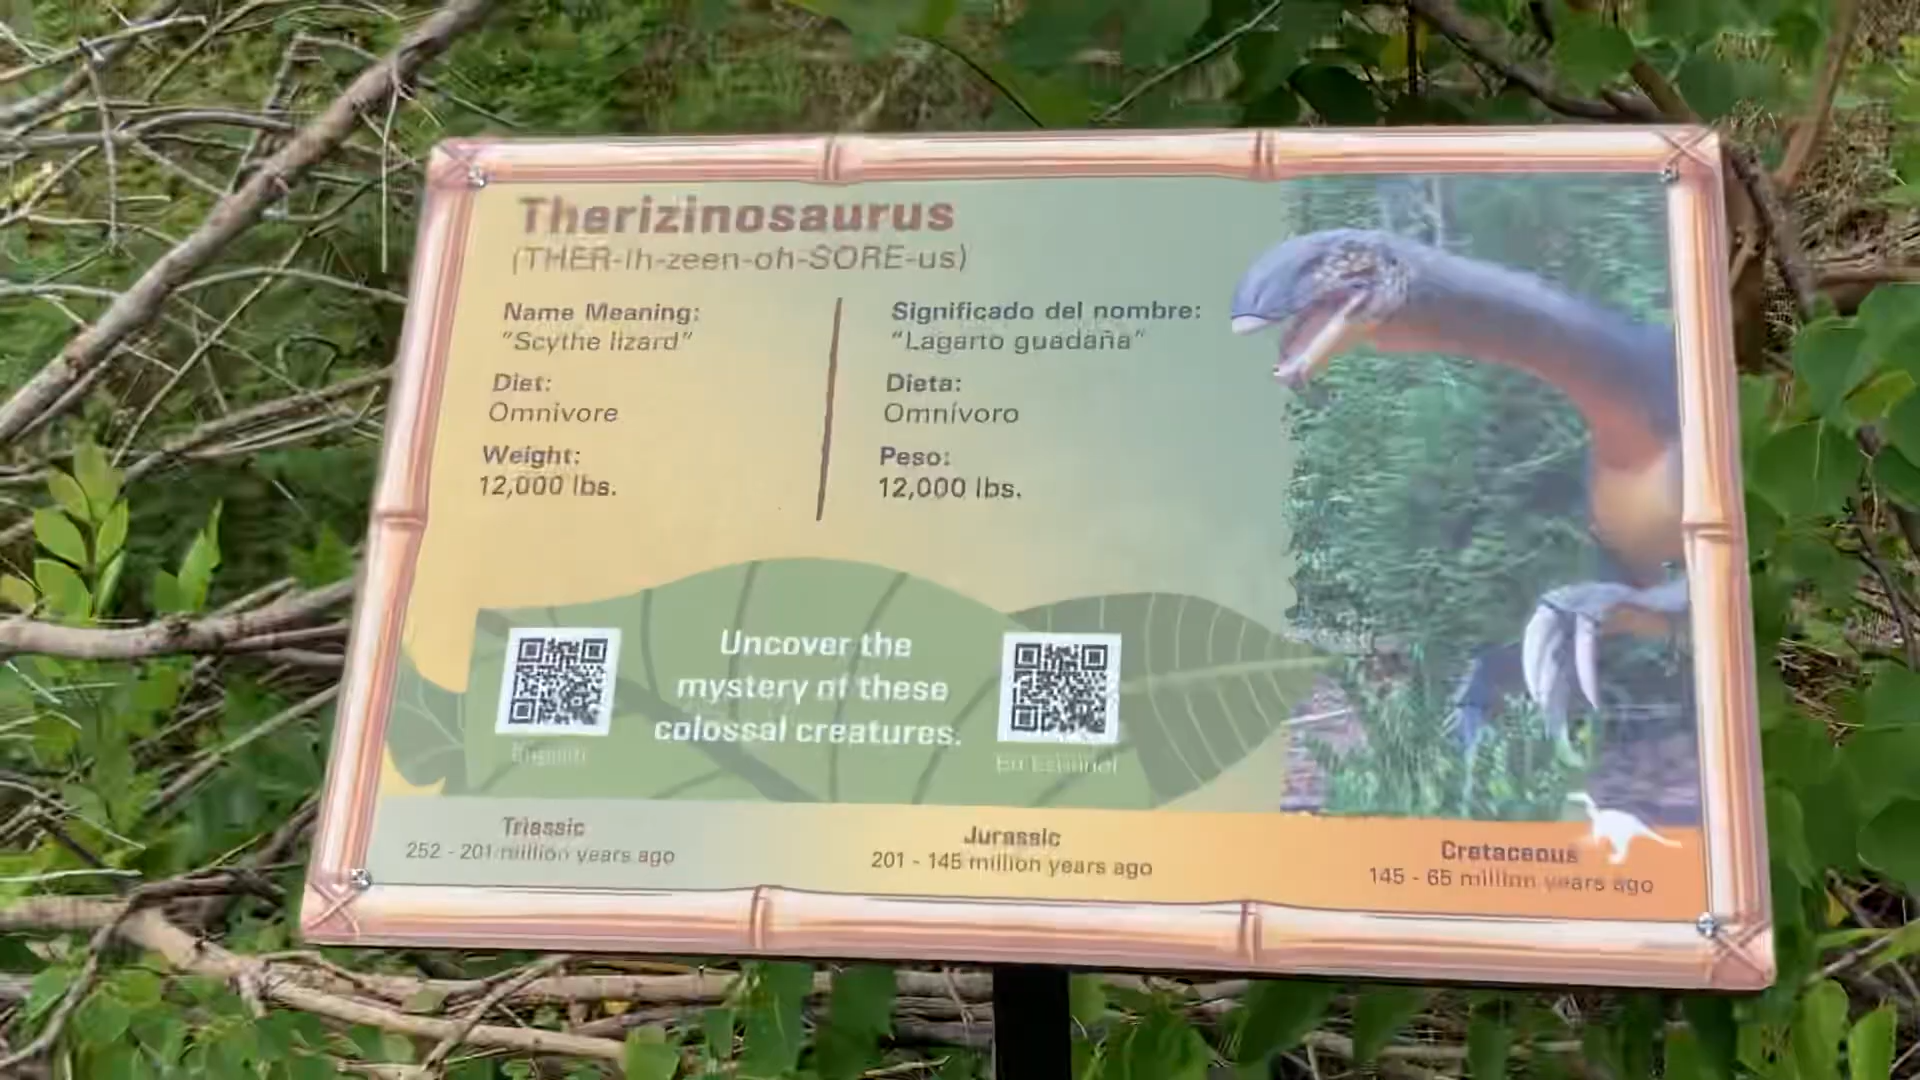 Therizinosaurus
(THER-ih-zeen-oh-SORE-us)
Name Meaning:
"Scythe lizard"
Diet:
Omnivore
Weight:
12,000 lbs.
Significado del nombre:
"Lagarto guadaña"
Dieta:
Omnívoro
Peso:
12,000 lbs.
Uncover the
mystery of these
colossal creatures.
English
En Español
Triassic
252 - 201 million years ago
Jurassic
201 - 145 million years ago
Cretaceous
145 - 65 million years ago